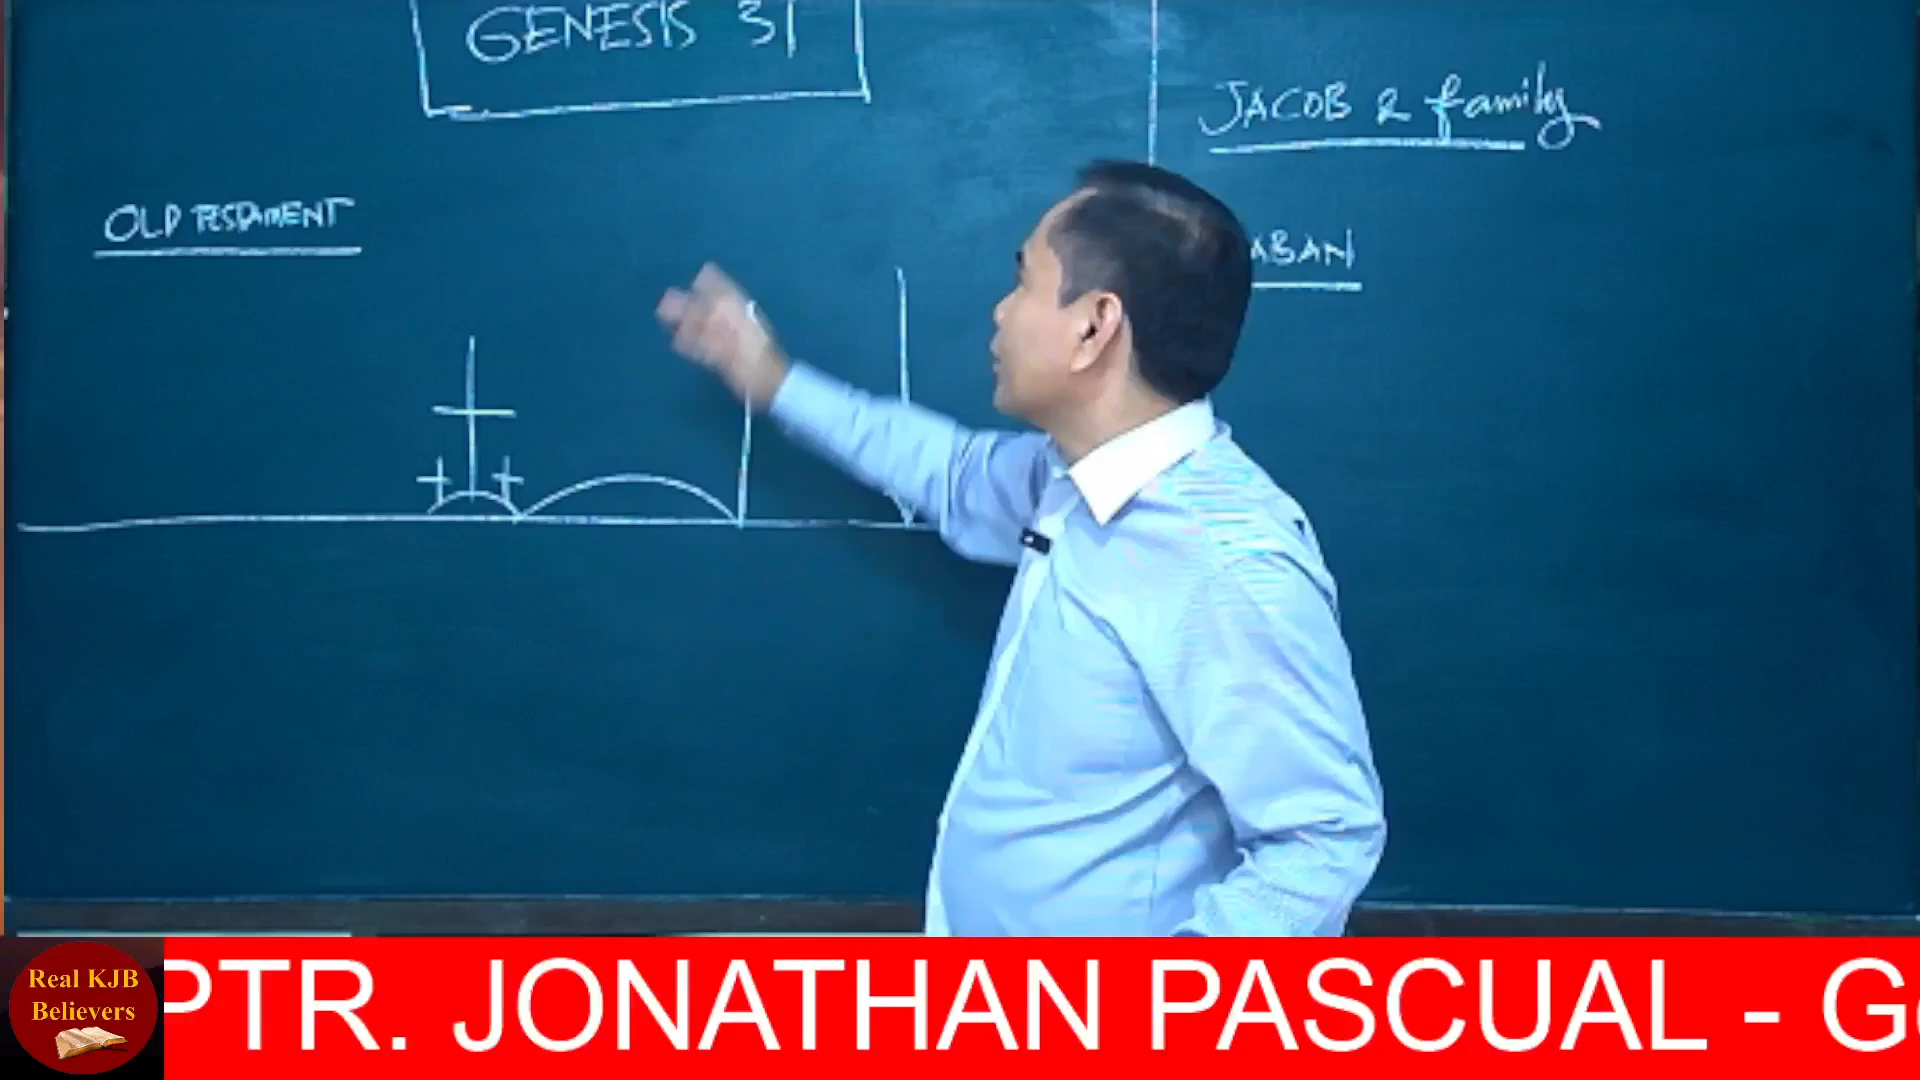 GENESIS 31
JACOB & family
OLD TESTAMENT
ABAN
Real KJB
Believers
PTR. JONATHAN PASCUAL - G